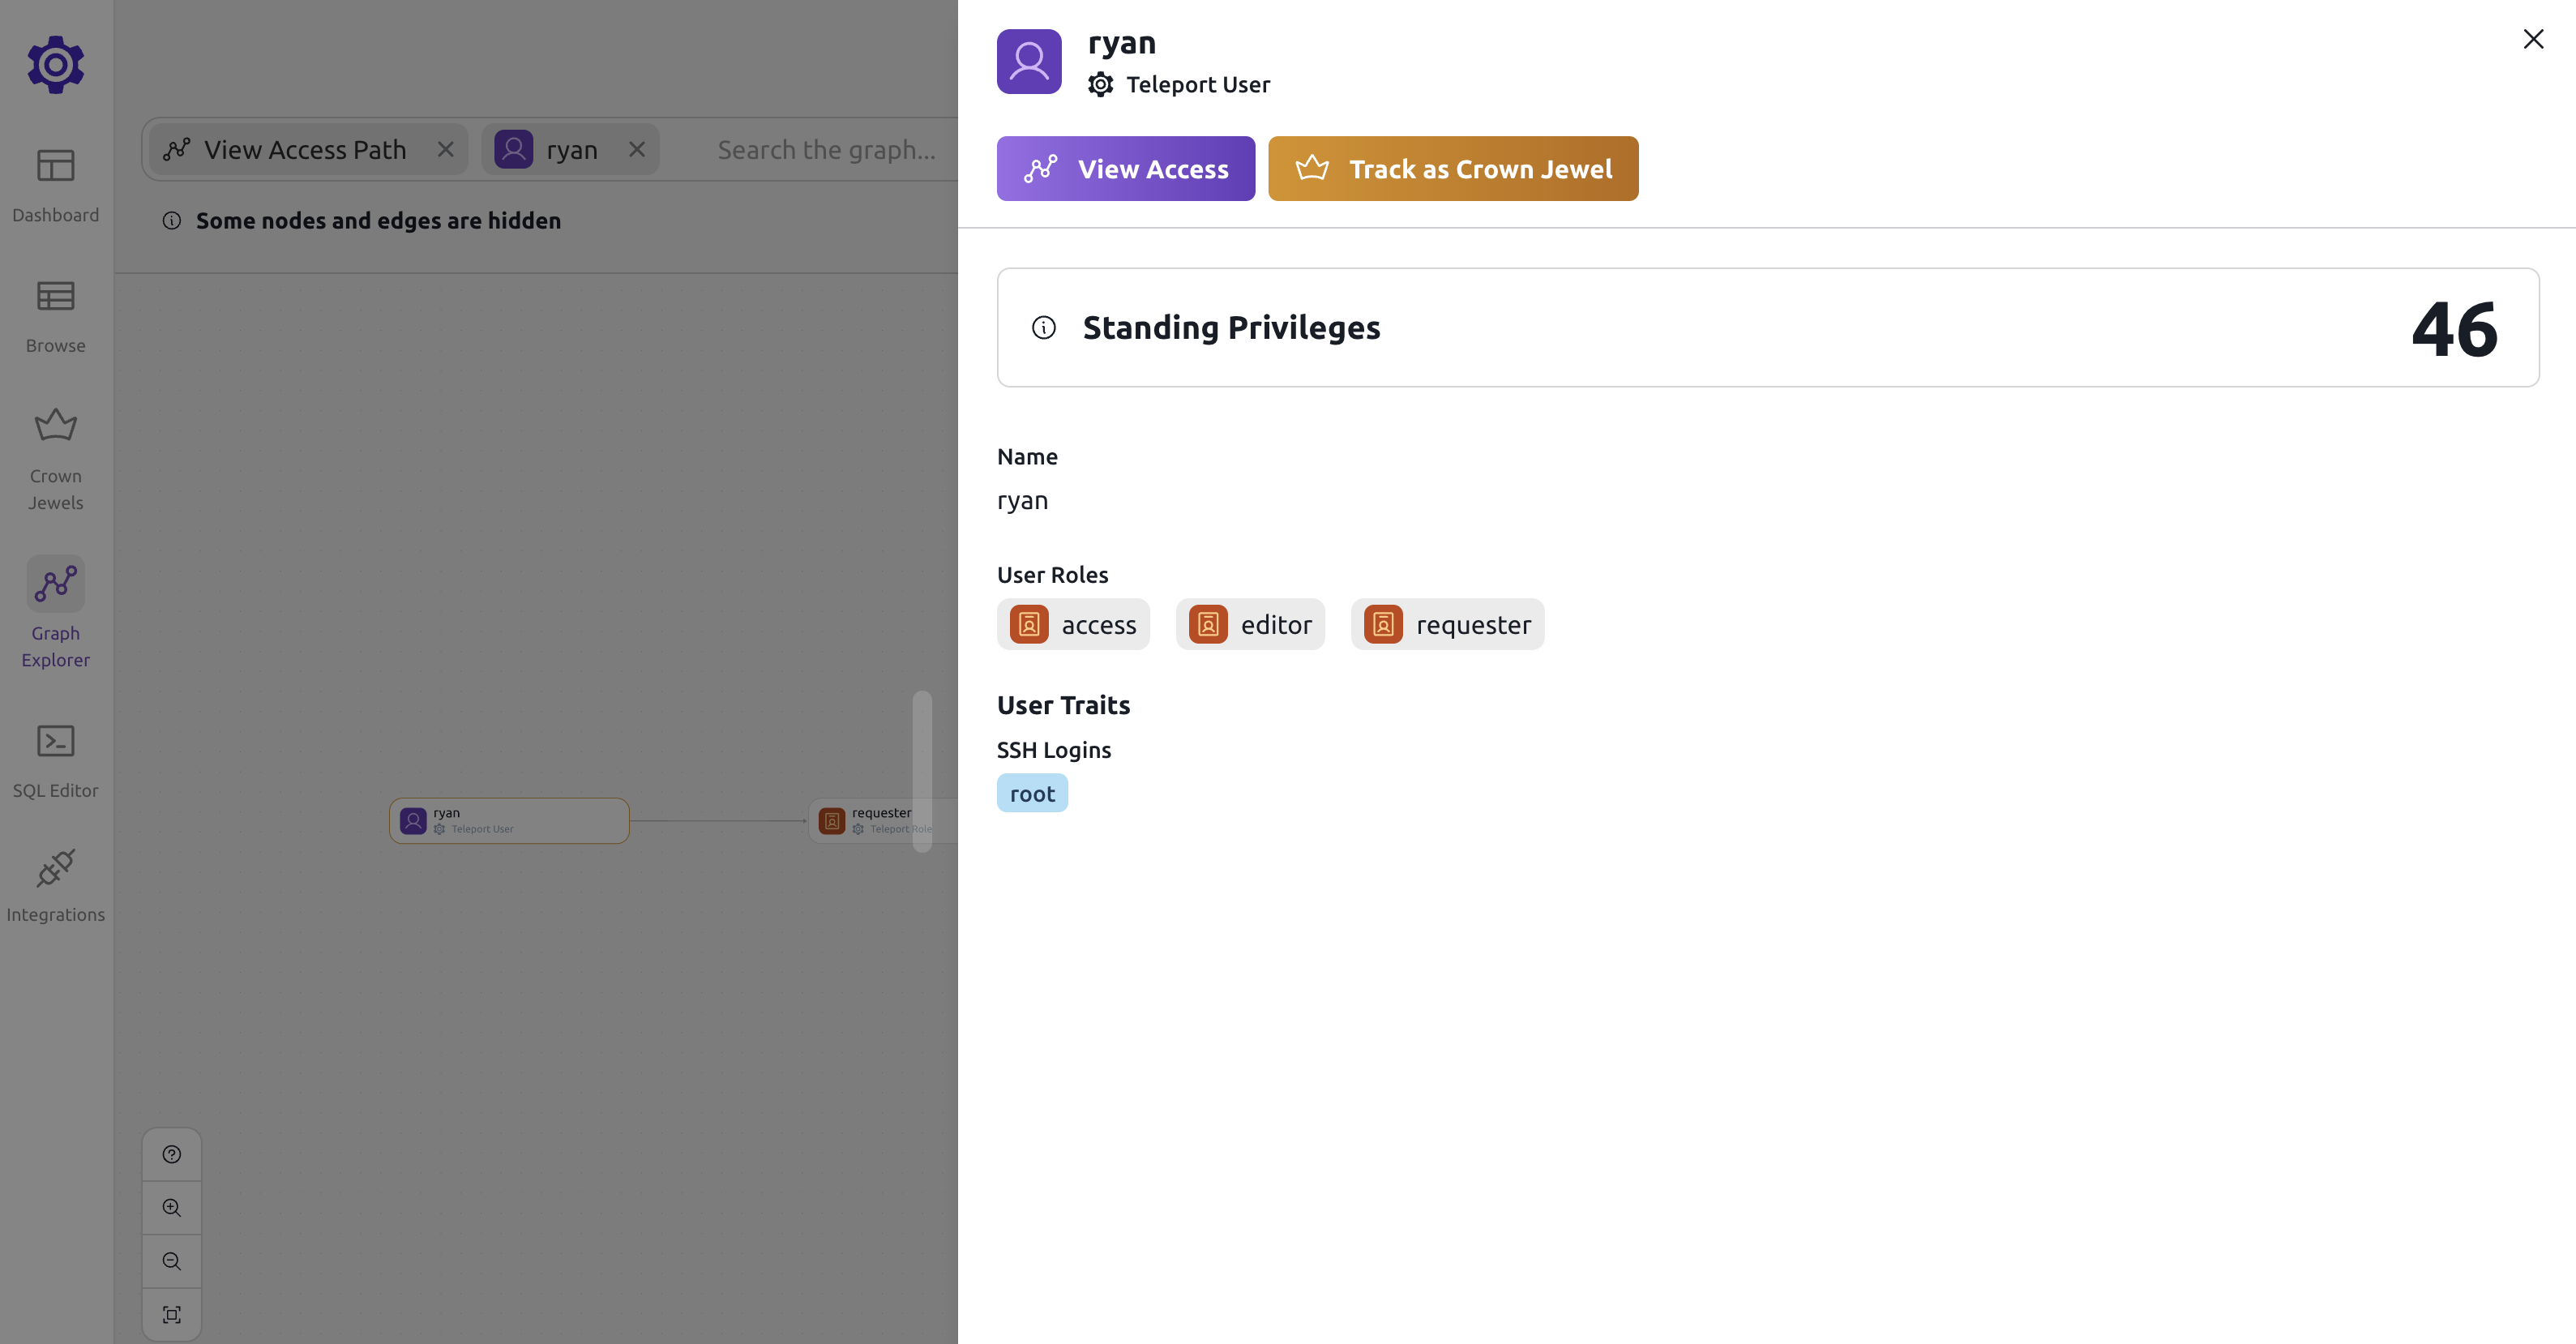 Dashboard
Browse
Crown
Jewels
Graph
Explorer
SQL Editor
Integrations
View Access Path
ryan
Search the graph...
Some nodes and edges are hidden
ryan
Teleport User
requester
Teleport Role
ryan
Teleport User
View Access
Track as Crown Jewel
Standing Privileges
46
Name
ryan
User Roles
access
editor
requester
User Traits
SSH Logins
root